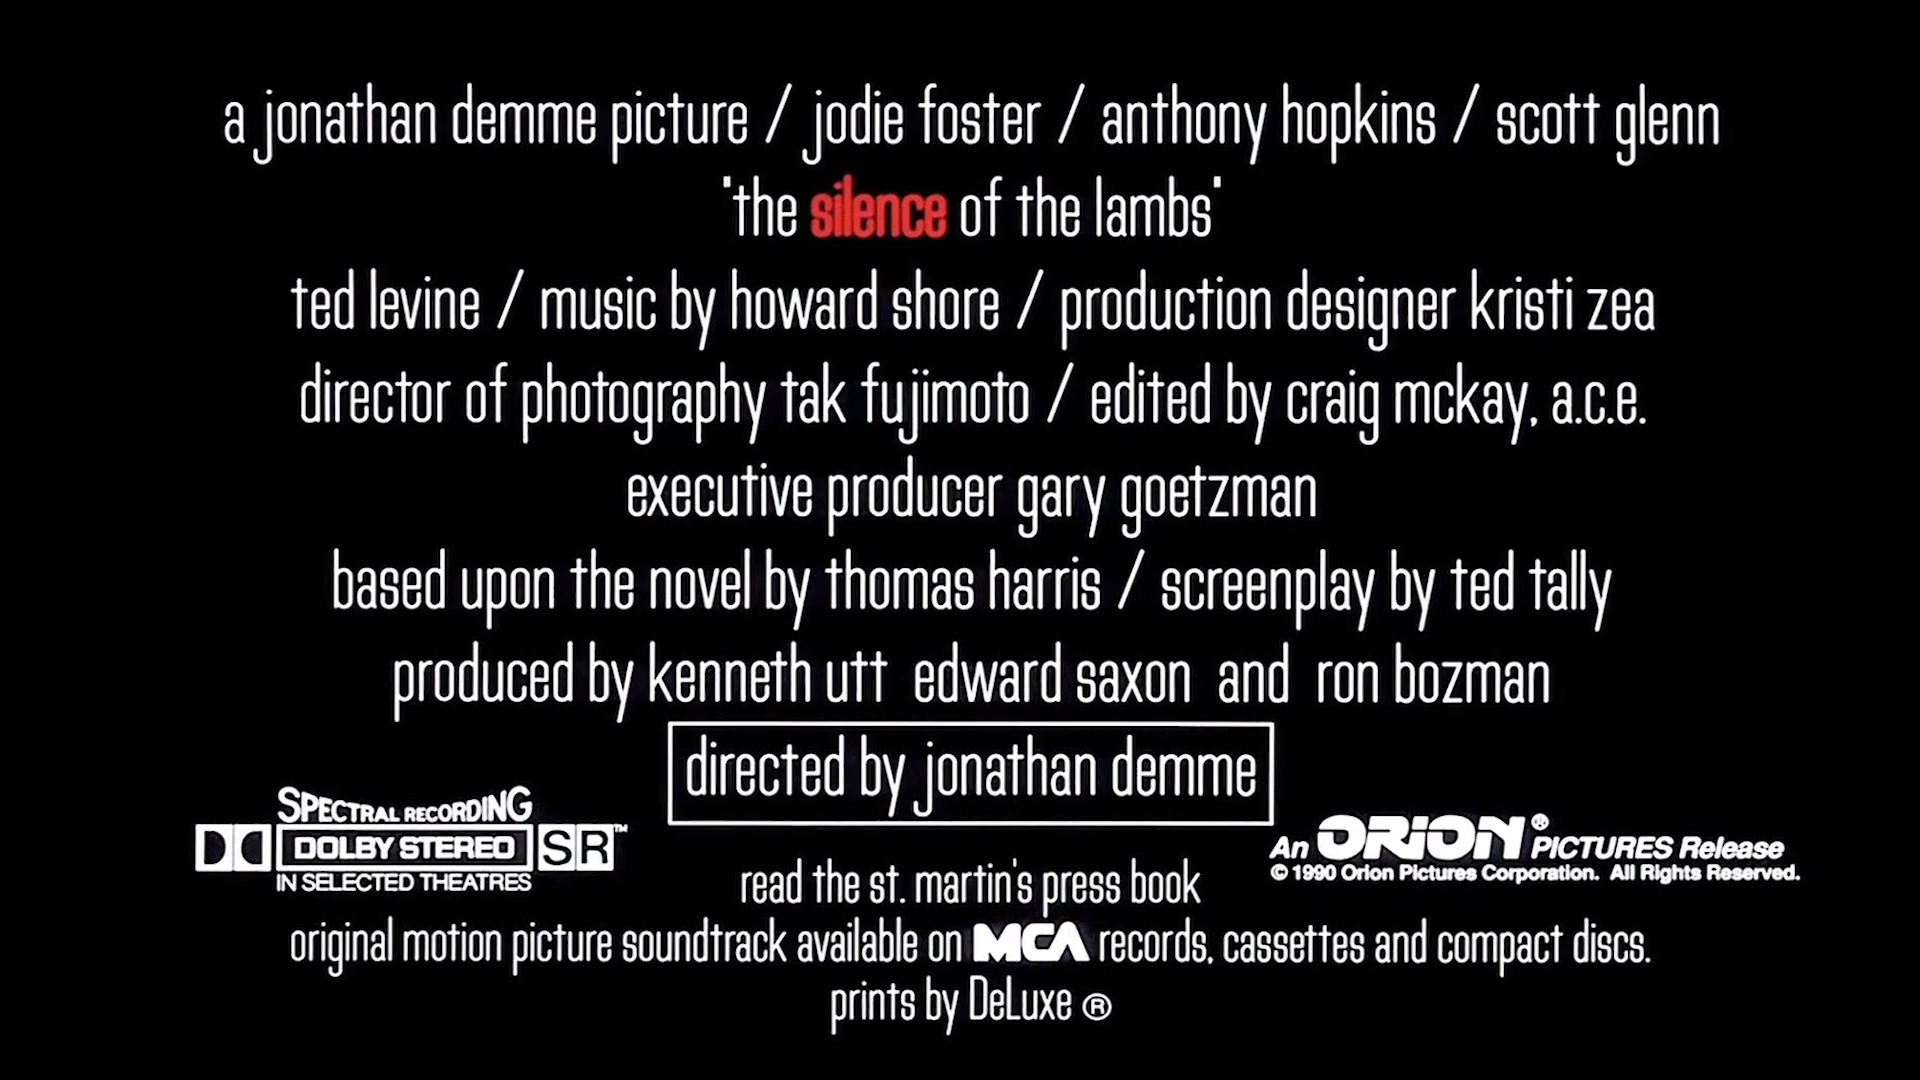 a jonathan demme picture / jodie foster / anthony hopkins / scott glenn
'the silence of the lambs'
ted levine / music by howard shore / production designer kristi zea
director of photography tak fujimoto / edited by craig mckay, a.c.e.
executive producer gary goetzman
based upon the novel by thomas harris / screenplay by ted tally
produced by kenneth utt edward saxon and ron bozman
directed by jonathan demme
SPECTRAL RECORDING
DOLBY STEREO SR™
IN SELECTED THEATRES
An ORION® PICTURES Release
© 1990 Orion Pictures Corporation. All Rights Reserved.
read the st. martin's press book
original motion picture soundtrack available on MCA records, cassettes and compact discs.
prints by DeLuxe ®